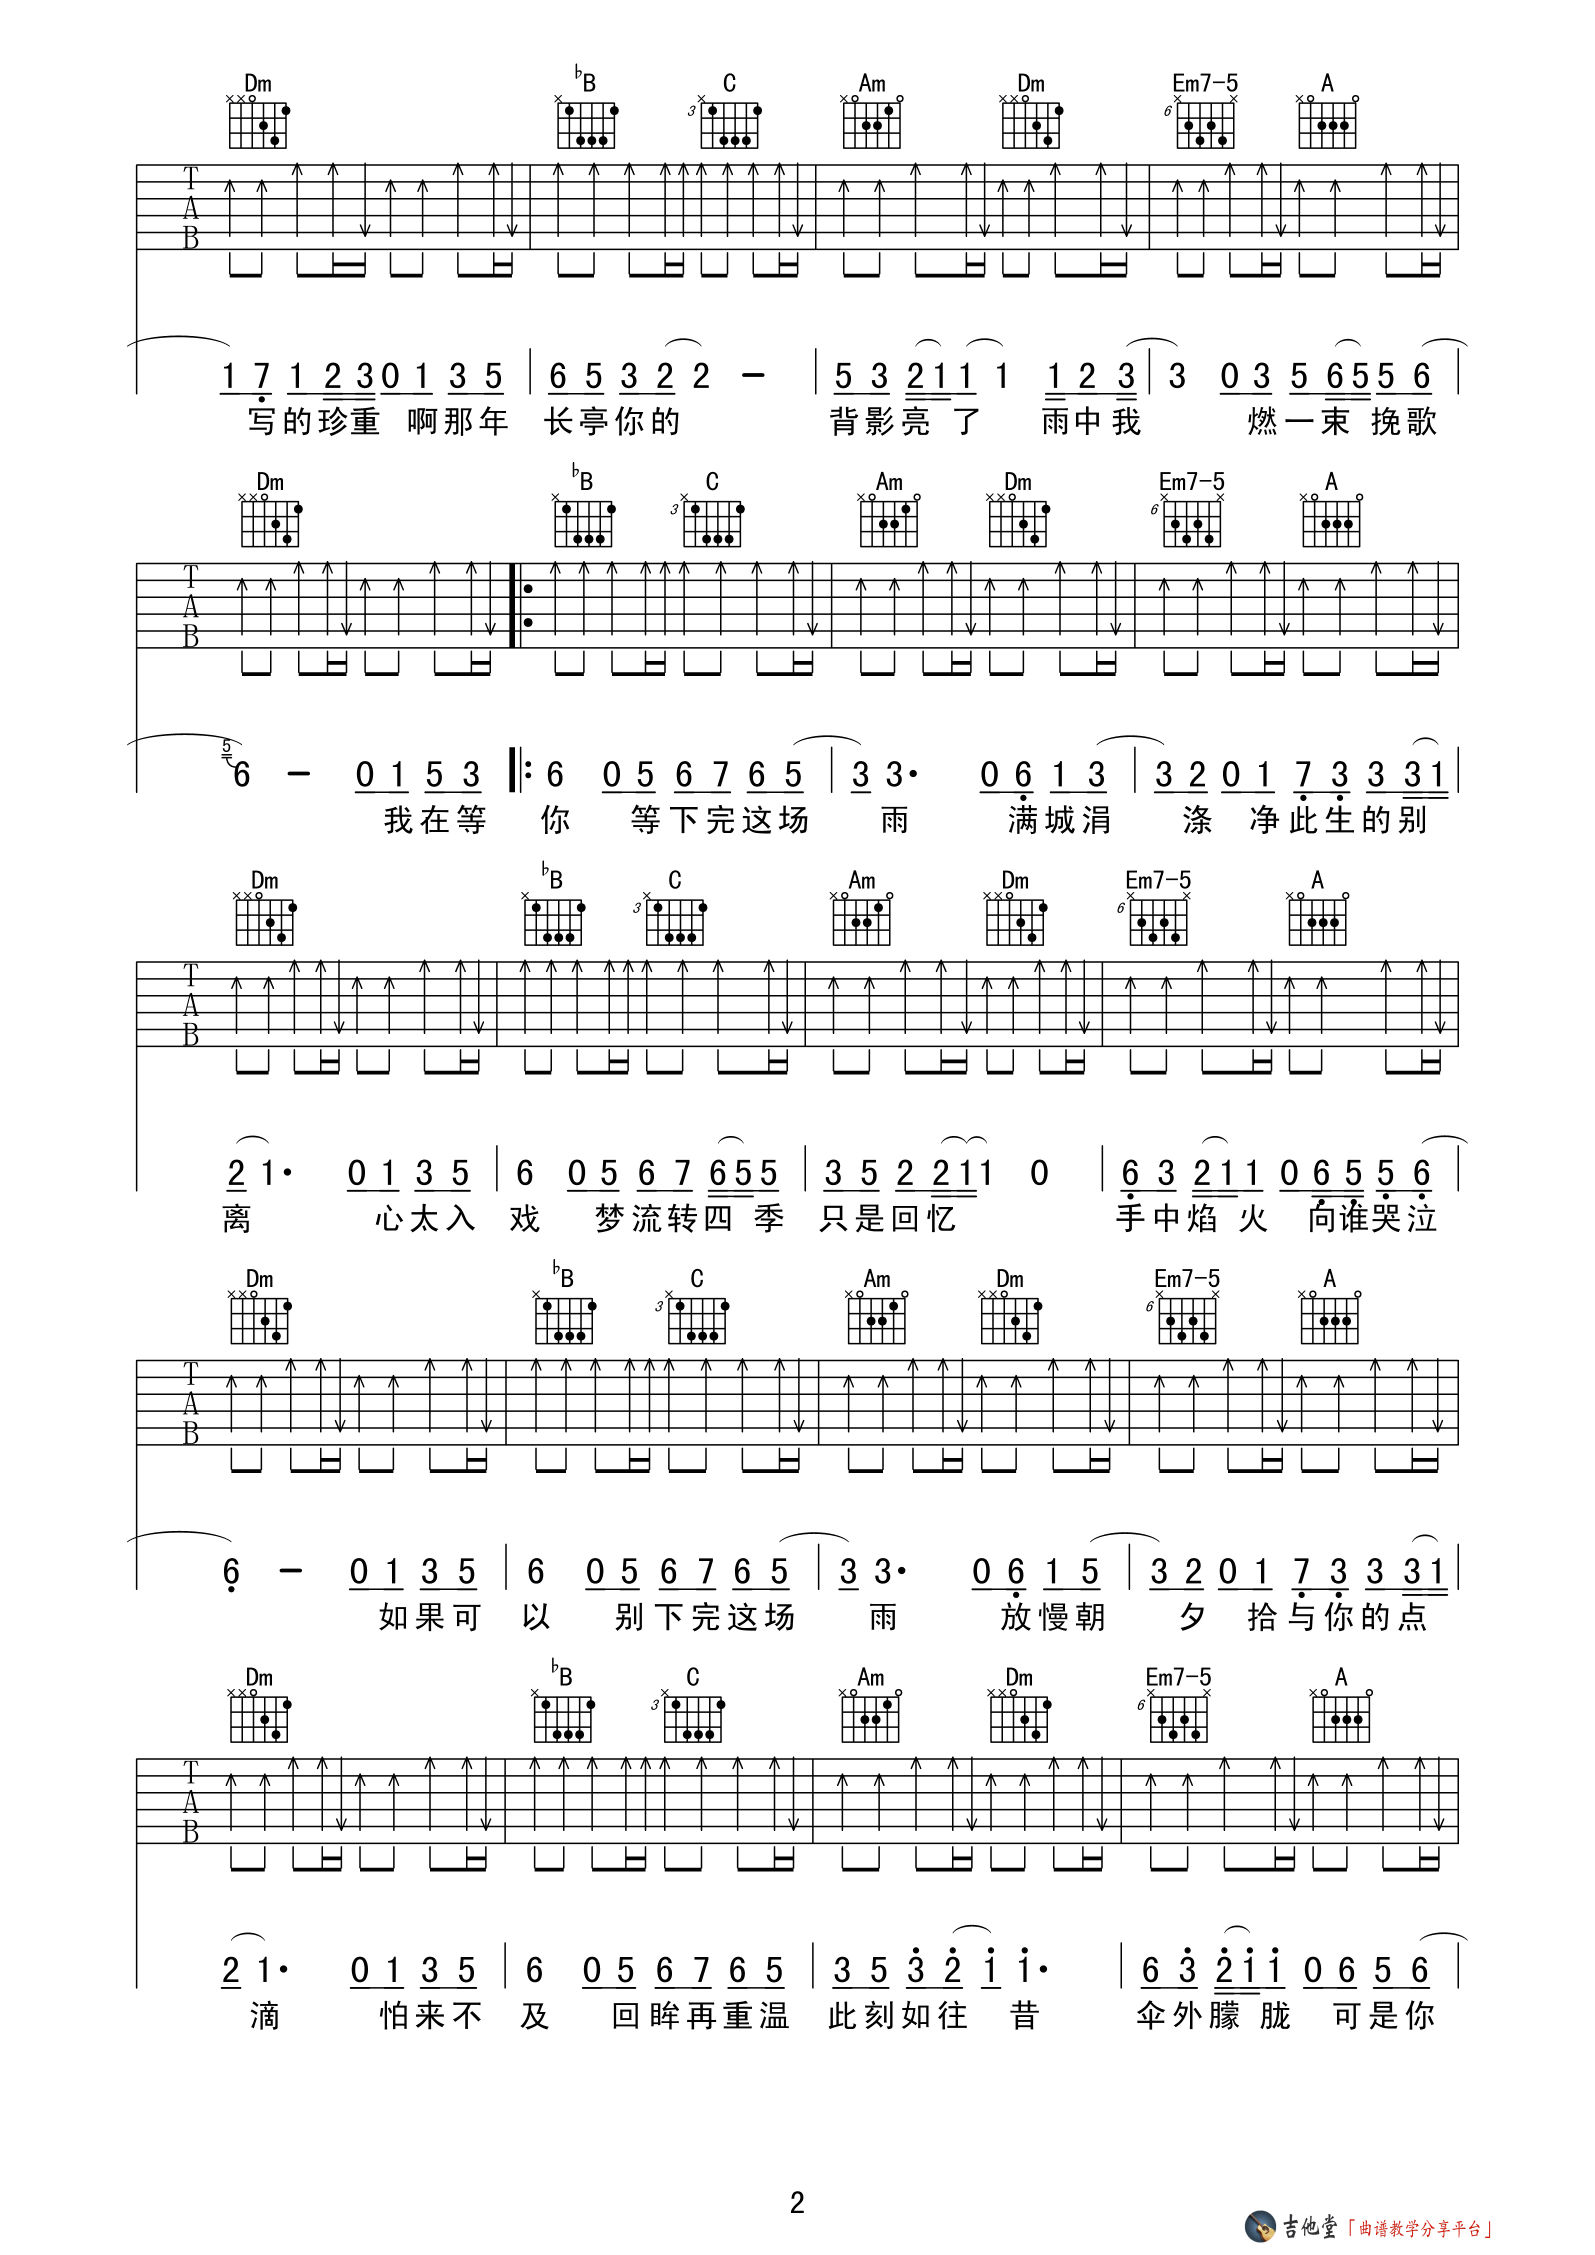 Dm ♭B C Am Dm Em7-5 A
3 6
T
A
B
1 7 1 2 3 0 1 3 5 | 6 5 3 2 2 - | 5 3 2 1 1 1 1 2 3 | 3 0 3 5 6 5 5 6 |
写的珍重 啊那年 长亭你的 背影亮了 雨中我 燃一束 挽歌
Dm ♭B C Am Dm Em7-5 A
3 6
T
A
B
5 6 - 0 1 5 3 |: 6 0 5 6 7 6 5 | 3 3· 0 6 1 3 | 3 2 0 1 7 3 3 3 1 |
我在等 你 等下完这场 雨 满城涓 涤 净此生的别
Dm ♭B C Am Dm Em7-5 A
3 6
T
A
B
2 1· 0 1 3 5 | 6 0 5 6 7 6 5 5 | 3 5 2 2 1 1 0 | 6 3 2 1 1 0 6 5 5 6 |
离 心太入 戏 梦流转四季 只是回忆 手中焰火 向谁哭泣
Dm ♭B C Am Dm Em7-5 A
3 6
T
A
B
6 - 0 1 3 5 | 6 0 5 6 7 6 5 | 3 3· 0 6 1 5 | 3 2 0 1 7 3 3 3 1 |
如果可 以 别下完这场 雨 放慢朝 夕 拾与你的点
Dm ♭B C Am Dm Em7-5 A
3 6
T
A
B
2 1· 0 1 3 5 | 6 0 5 6 7 6 5 | 3 5 3 2 1 1· | 6 3 2 1 1 0 6 5 6 |
滴 怕来不 及 回眸再重温 此刻如往 昔 伞外朦胧 可是你
2
吉他堂「曲谱教学分享平台」